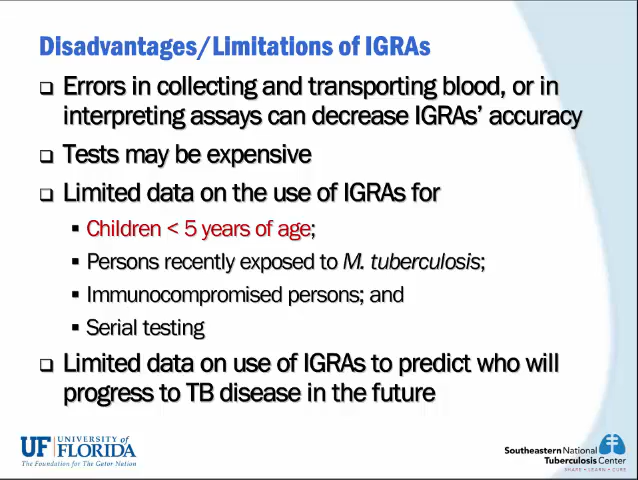 Disadvantages/Limitations of IGRAs
❑ Errors in collecting and transporting blood, or in
interpreting assays can decrease IGRAs’ accuracy
❑ Tests may be expensive
❑ Limited data on the use of IGRAs for
▪ Children < 5 years of age;
▪ Persons recently exposed to M. tuberculosis;
▪ Immunocompromised persons; and
▪ Serial testing
❑ Limited data on use of IGRAs to predict who will
progress to TB disease in the future
UF UNIVERSITY of
FLORIDA
The Foundation for The Gator Nation
Southeastern National
Tuberculosis Center
SHARE • LEARN • CURE